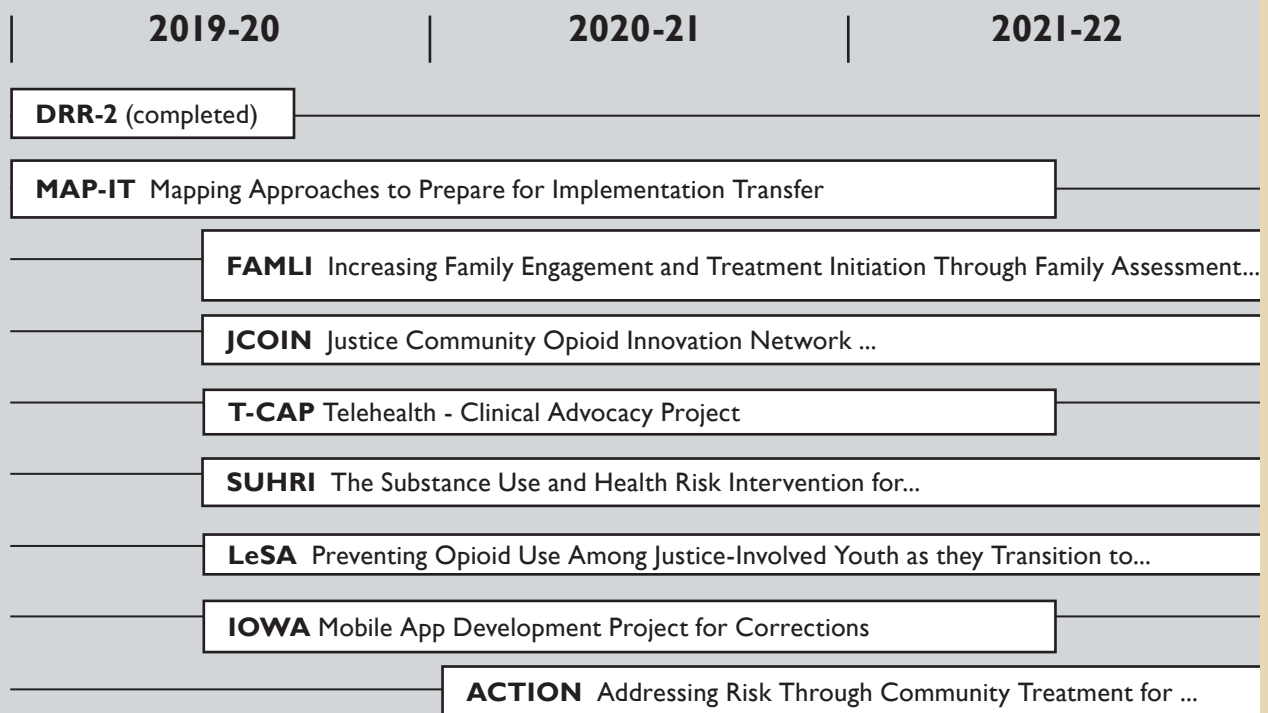 2019-20 2020-21 2021-22
DRR-2 (completed)
MAP-IT Mapping Approaches to Prepare for Implementation Transfer
FAMLI Increasing Family Engagement and Treatment Initiation Through Family Assessment...
JCOIN Justice Community Opioid Innovation Network ...
T-CAP Telehealth - Clinical Advocacy Project
SUHRI The Substance Use and Health Risk Intervention for...
LeSA Preventing Opioid Use Among Justice-Involved Youth as they Transition to...
IOWA Mobile App Development Project for Corrections
ACTION Addressing Risk Through Community Treatment for ...